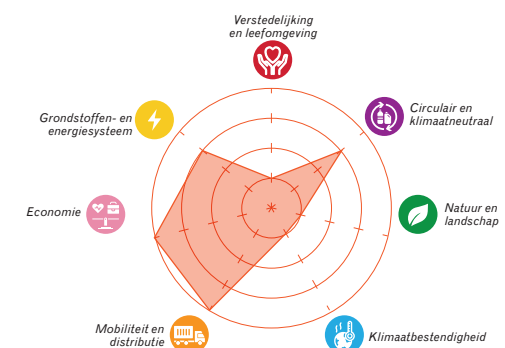 Verstedelijking
en leefomgeving
Circulair en
klimaatneutraal
Grondstoffen- en
energiesysteem
Economie
Natuur en
landschap
Mobiliteit en
distributie
Klimaatbestendigheid